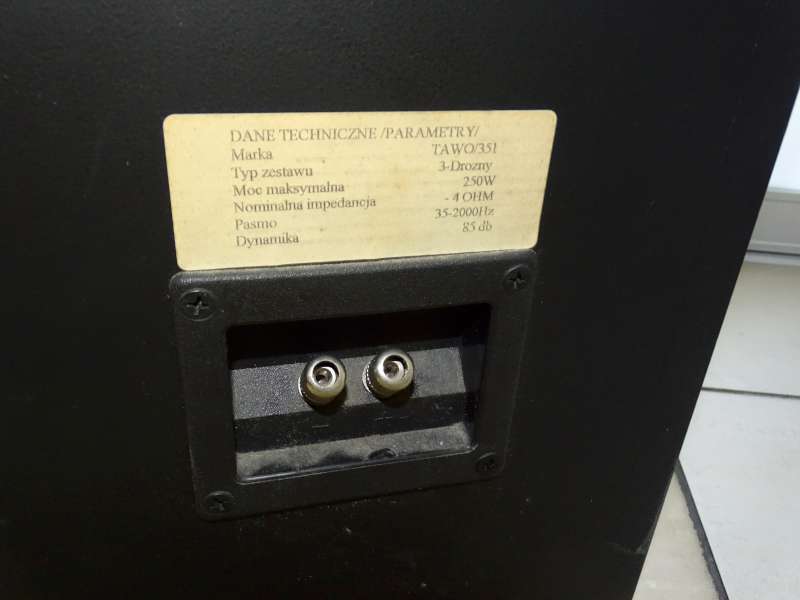 DANE TECHNICZNE /PARAMETRY/
Marka TAWO/351
Typ zestawu 3-Drozny
Moc maksymalna 250W
Nominalna impedancja - 4 OHM
Pasmo 35-2000Hz
Dynamika 85 db